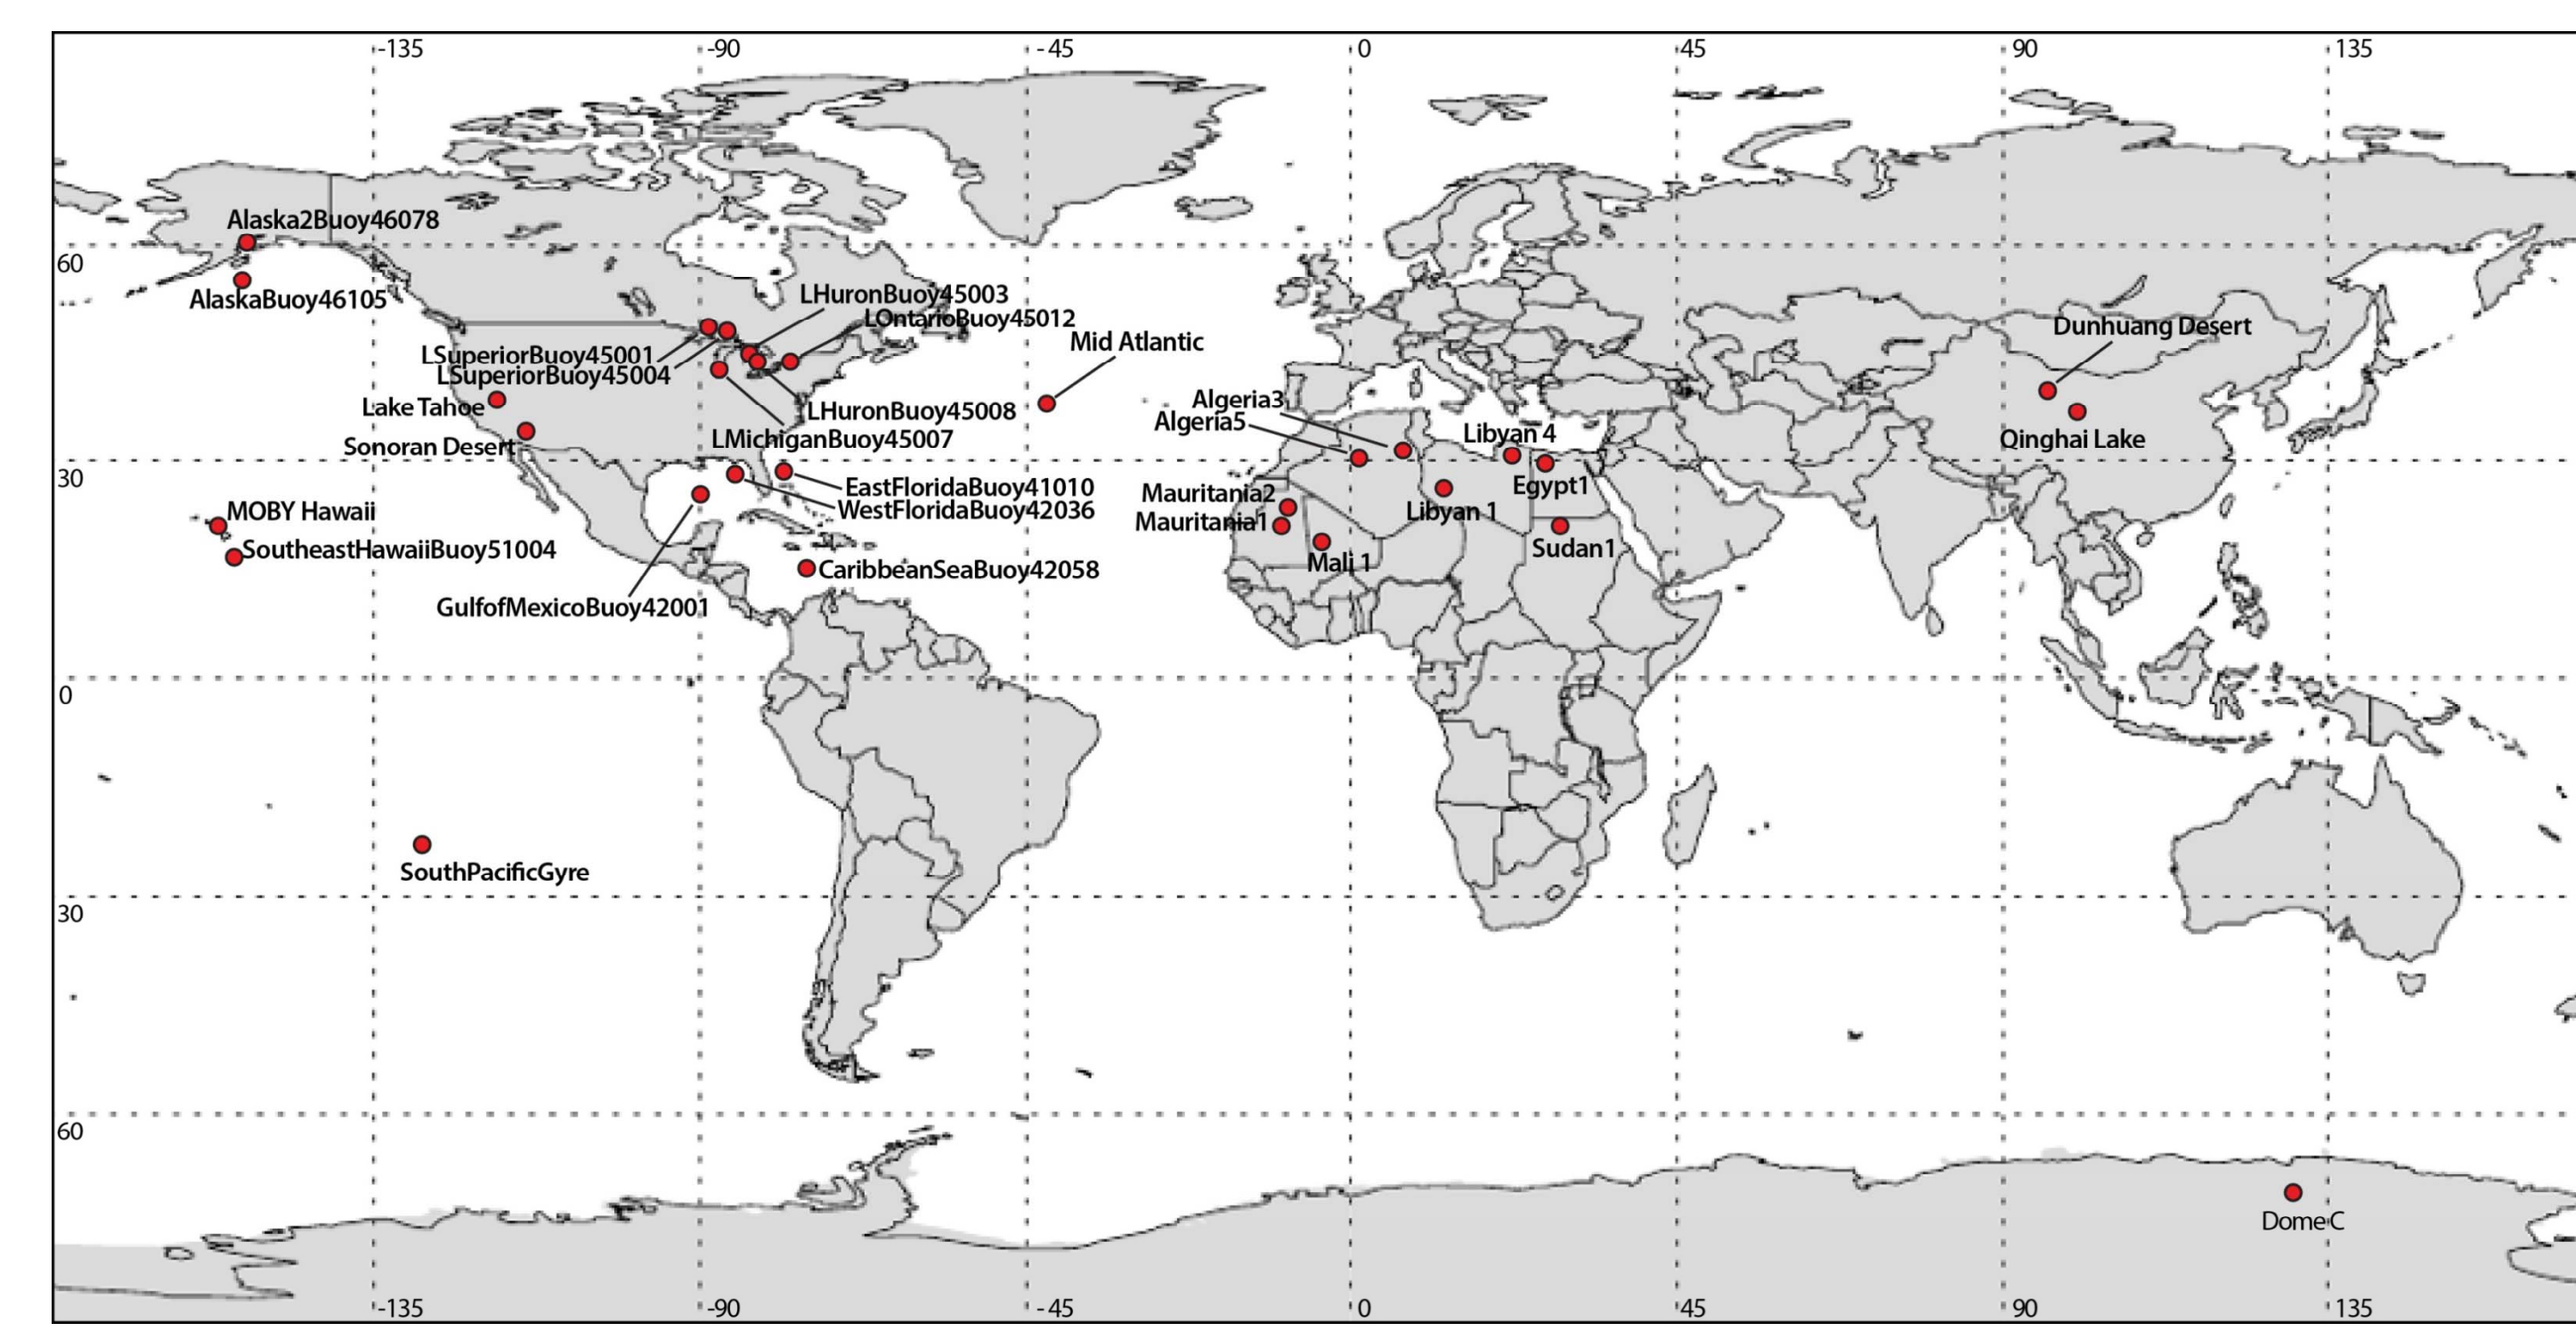 -135 -90 -45 0 45 90 135
Alaska2Buoy46078
60
AlaskaBuoy46105
LHuronBuoy45003
LOntarioBuoy45012
Mid Atlantic
Dunhuang Desert
LSuperiorBuoy45001
LSuperiorBuoy45004
Lake Tahoe
LHuronBuoy45008
Algeria3
Algeria5
Sonoran Desert
LMichiganBuoy45007
Libyan 4
Qinghai Lake
30
EastFloridaBuoy41010
WestFloridaBuoy42036
Mauritania2
Mauritania1
Libyan 1
Egypt1
MOBY Hawaii
SoutheastHawaiiBuoy51004
Sudan1
Mali 1
CaribbeanSeaBuoy42058
GulfofMexicoBuoy42001
0
SouthPacificGyre
30
60
Dome C
-135 -90 -45 0 45 90 135